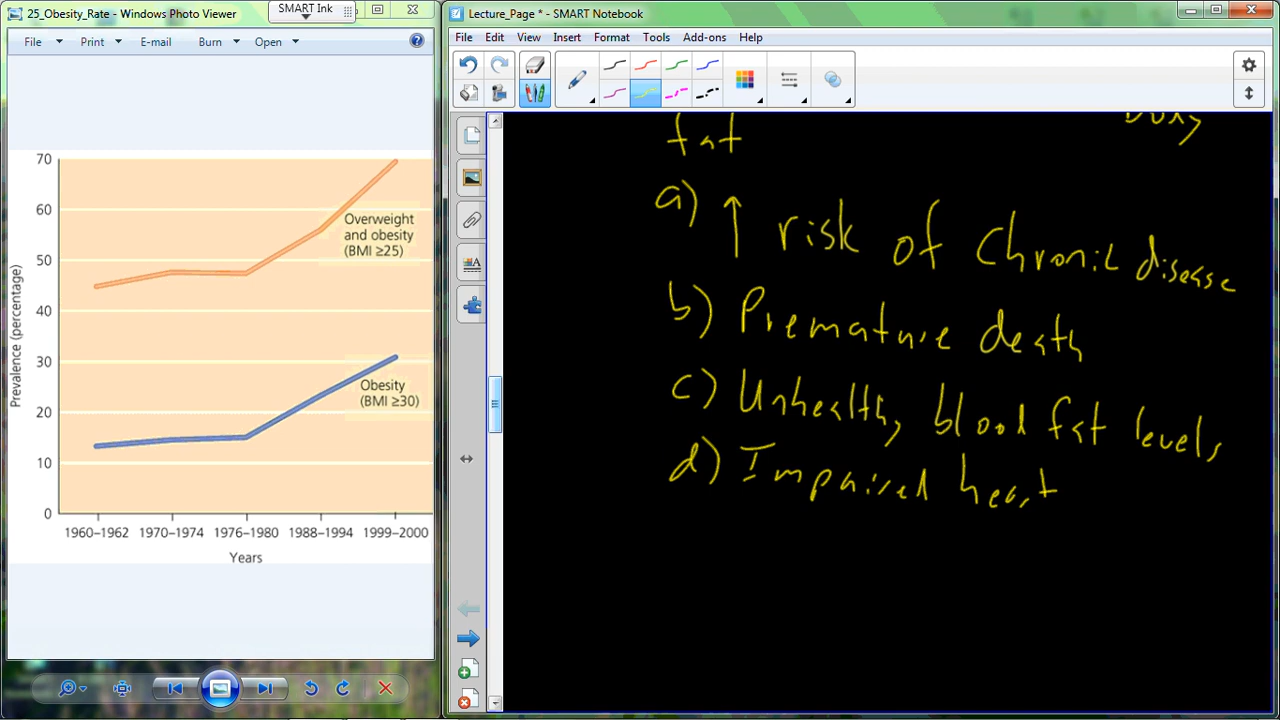 25_Obesity_Rate - Windows Photo Viewer
SMART Ink
File Print E-mail Burn Open
70
60
50
40
30
20
10
0
Prevalence (percentage)
Overweight
and obesity
(BMI ≥25)
Obesity
(BMI ≥30)
1960–1962 1970–1974 1976–1980 1988–1994 1999–2000
Years
Lecture_Page * - SMART Notebook
File Edit View Insert Format Tools Add-ons Help
body
fat
a) ↑ risk of chronic disease
b) Premature death
c) Unhealthy blood fat levels
d) Impaired heart